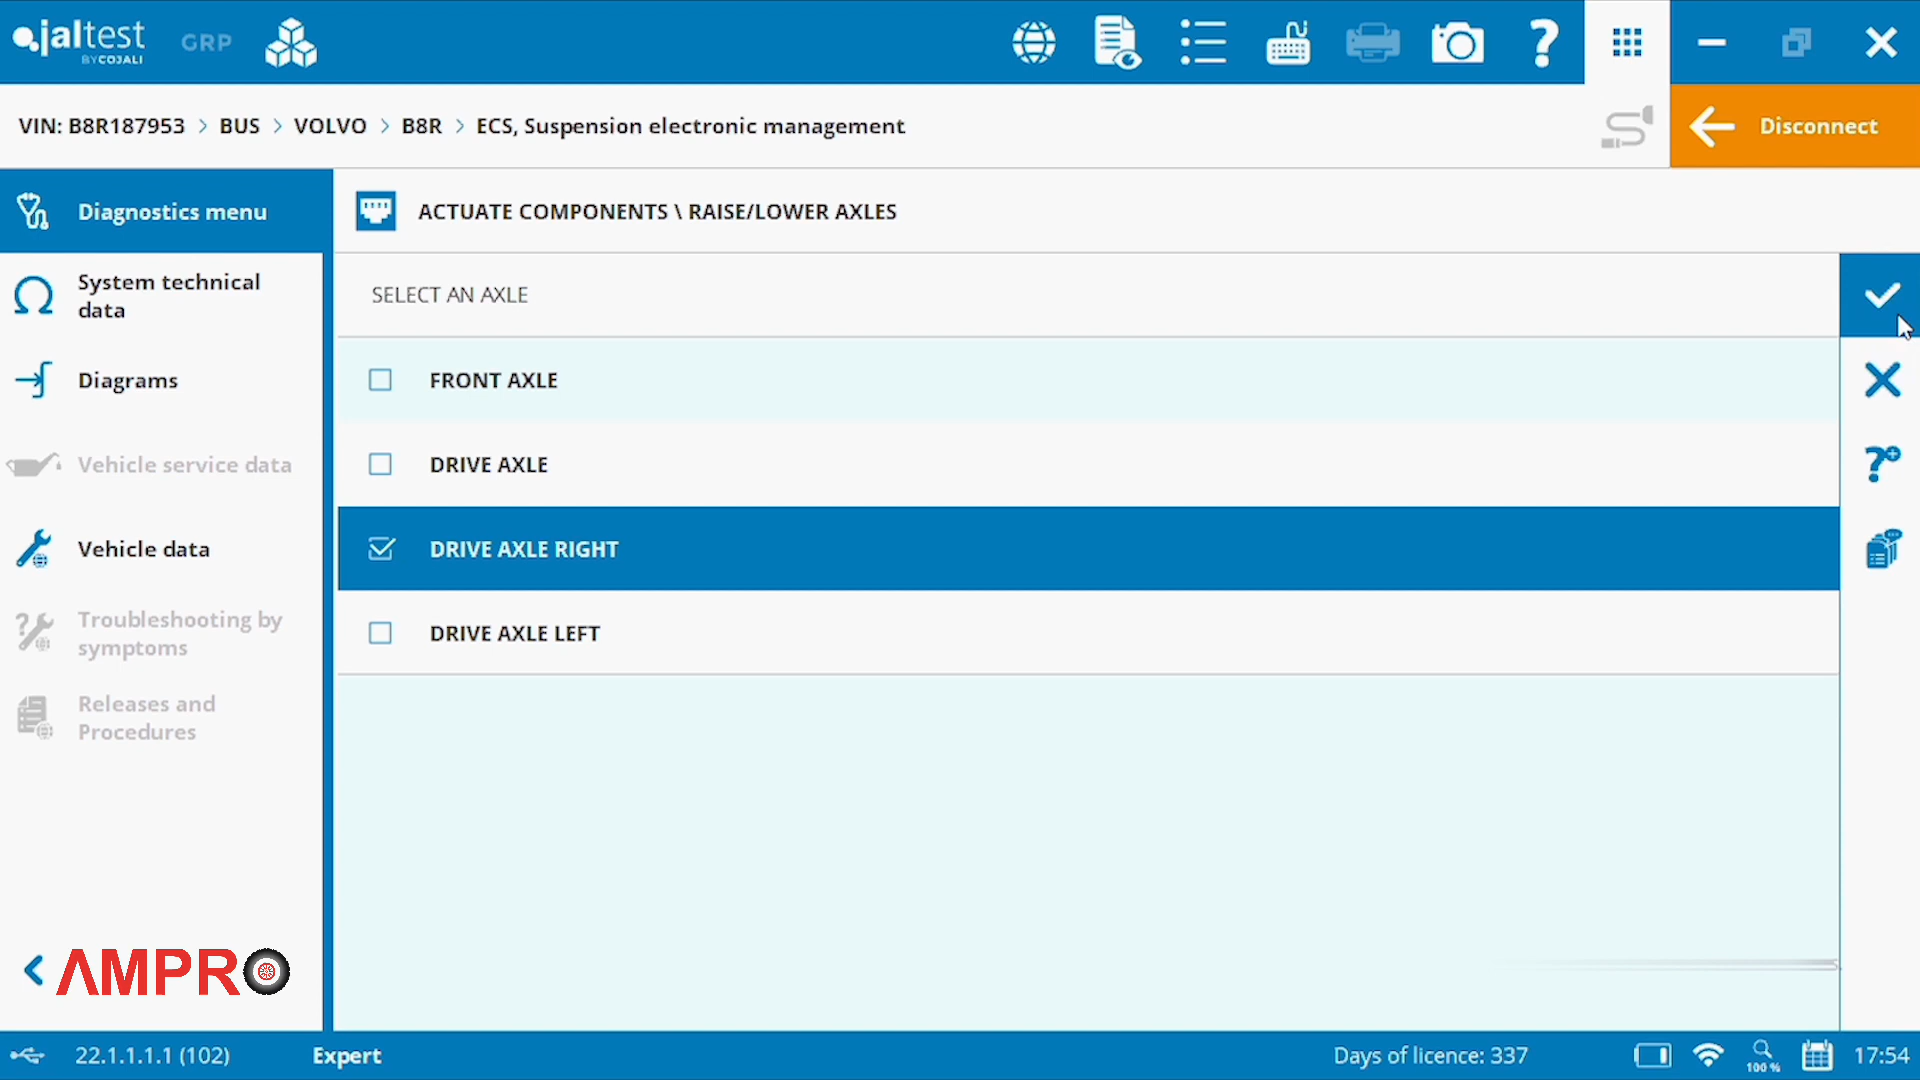 jaltest
BY COJALI
GRP
VIN: B8R187953 > BUS > VOLVO > B8R > ECS, Suspension electronic management
Disconnect
Diagnostics menu
ACTUATE COMPONENTS \ RAISE/LOWER AXLES
System technical
data
SELECT AN AXLE
Diagrams
FRONT AXLE
Vehicle service data
DRIVE AXLE
Vehicle data
DRIVE AXLE RIGHT
Troubleshooting by
symptoms
DRIVE AXLE LEFT
Releases and
Procedures
AMPRO
22.1.1.1.1 (102)
Expert
Days of licence: 337
100 %
17:54